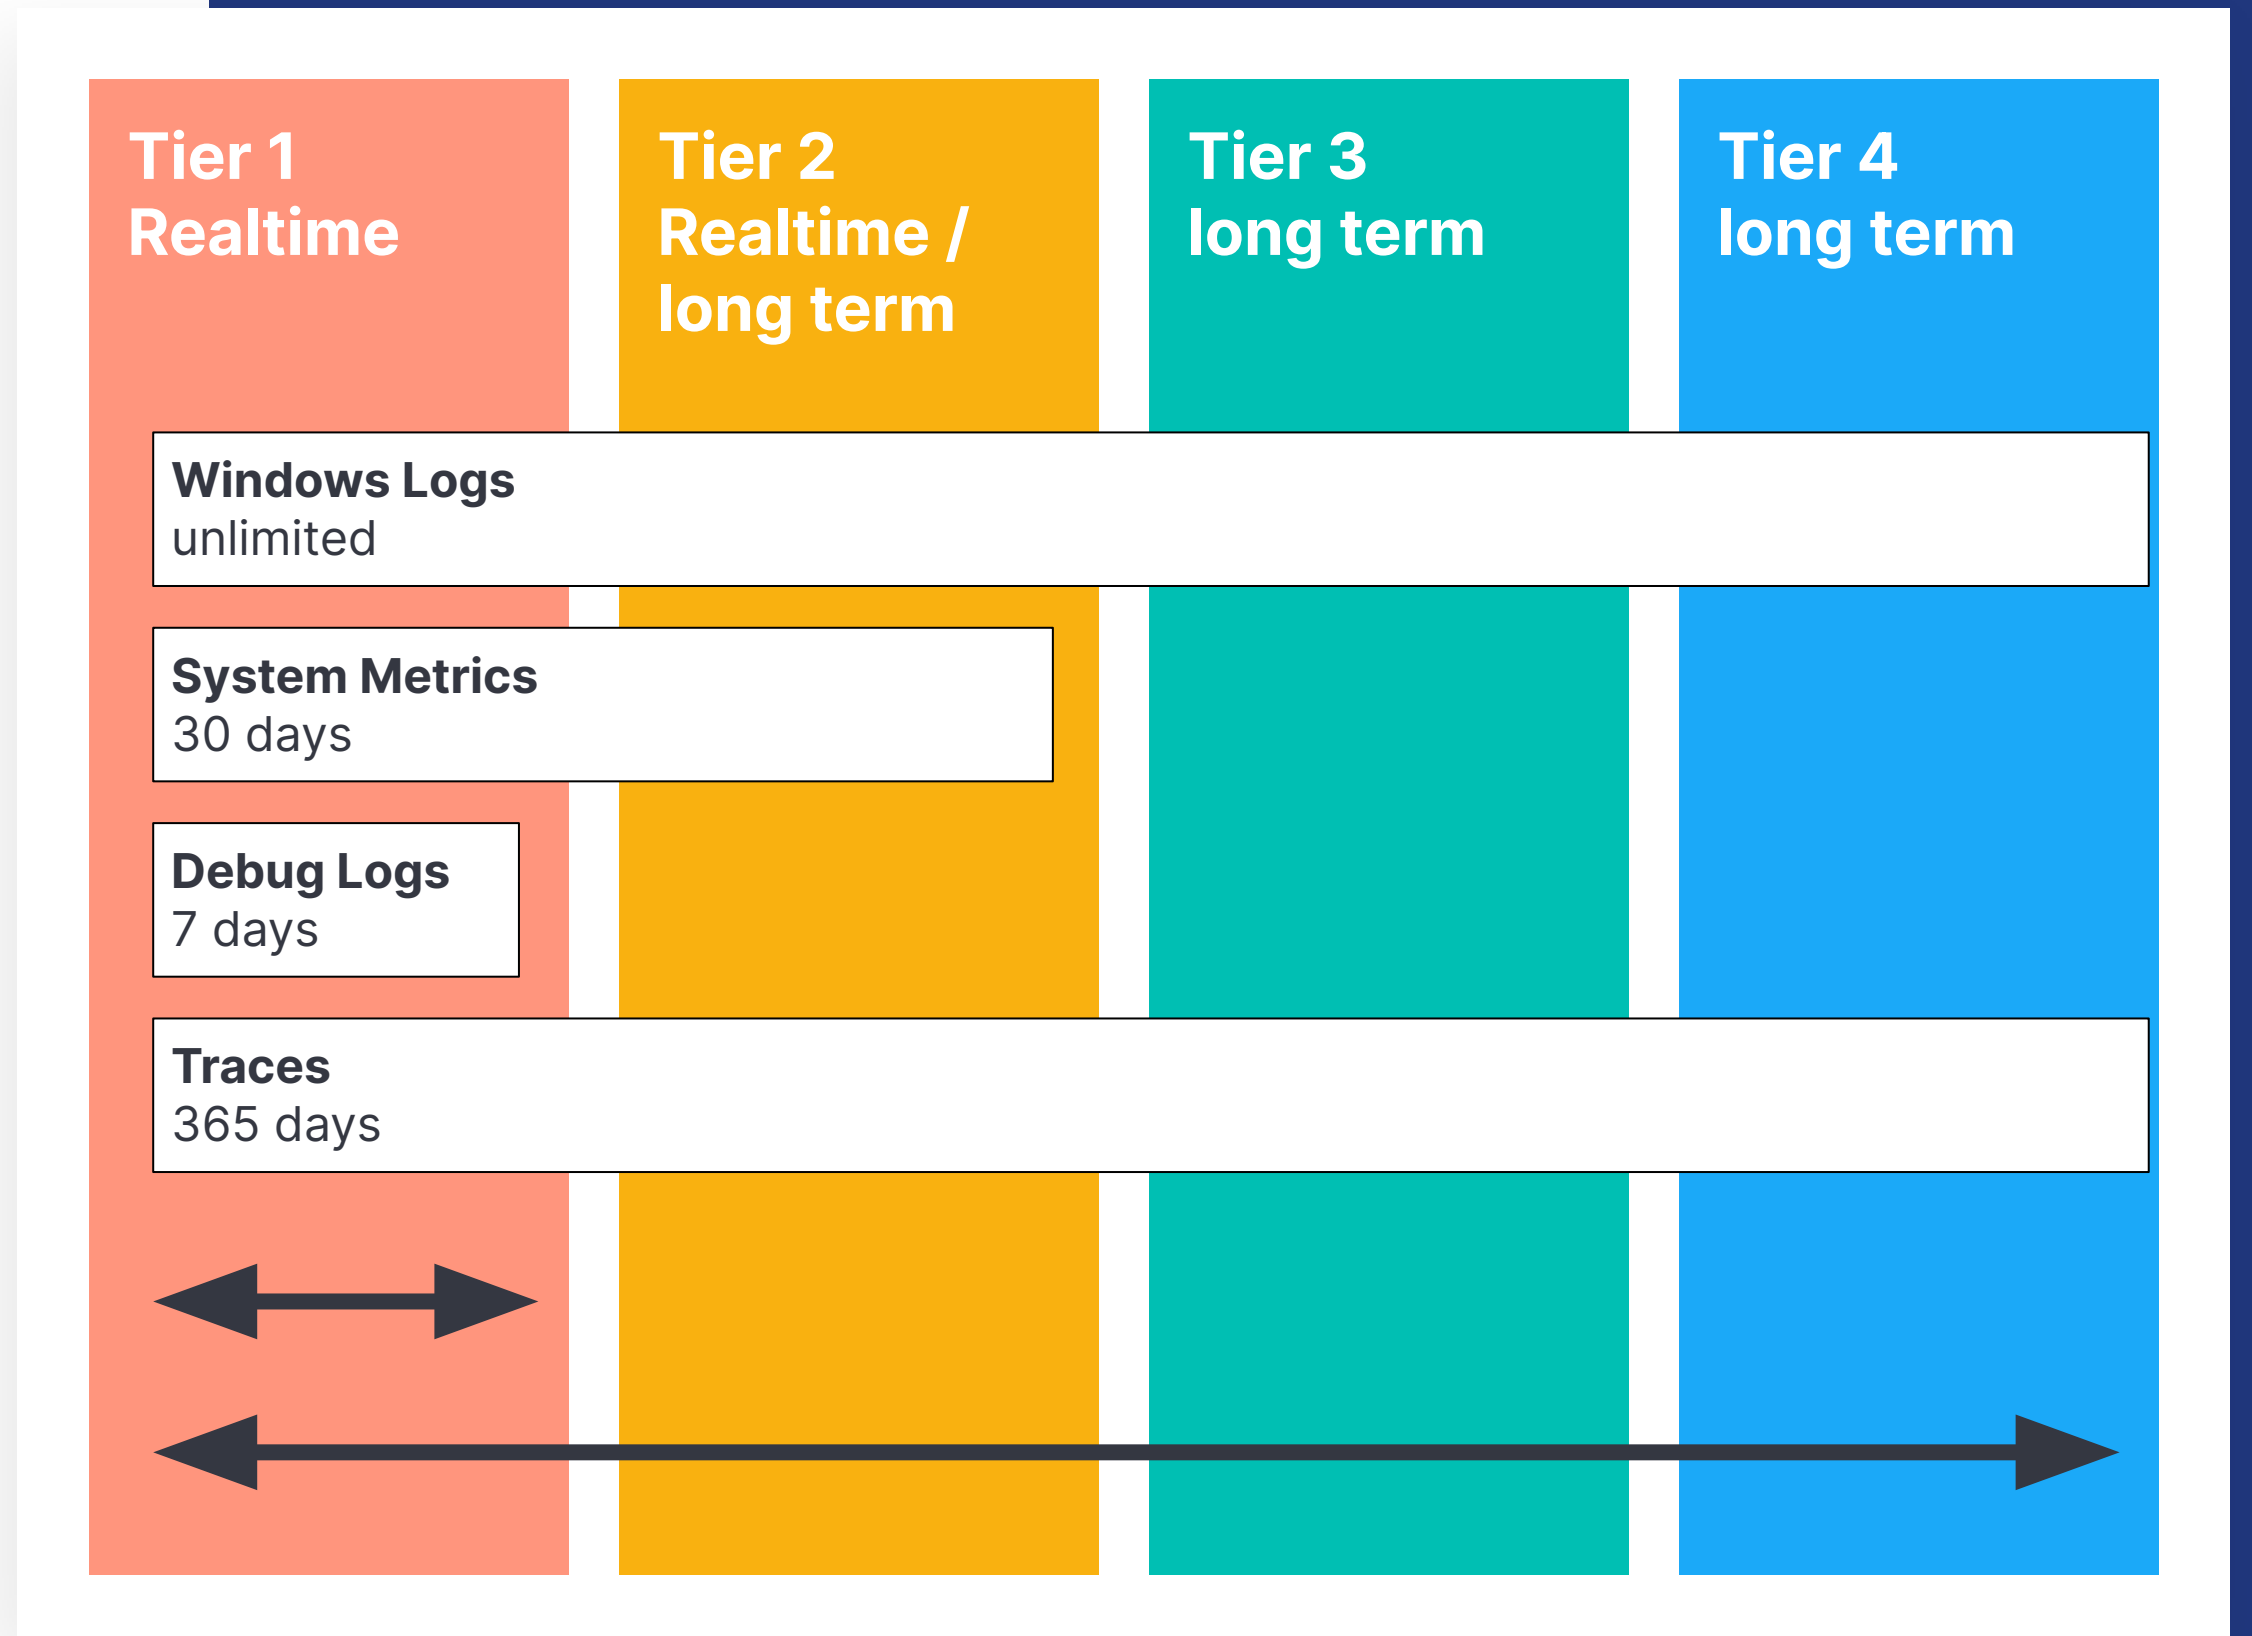 Tier 1
Realtime
Tier 2
Realtime /
long term
Tier 3
long term
Tier 4
long term
Windows Logs
unlimited
System Metrics
30 days
Debug Logs
7 days
Traces
365 days